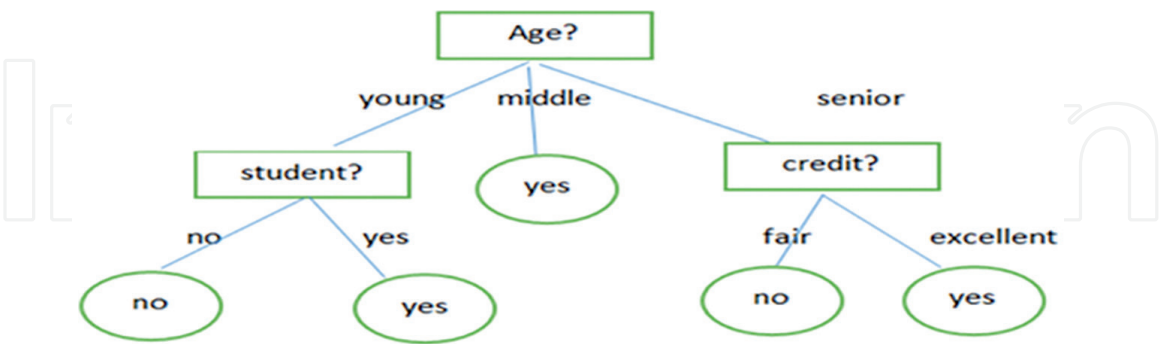 Age?
young middle senior
student? yes credit?
no yes fair excellent
no yes no yes